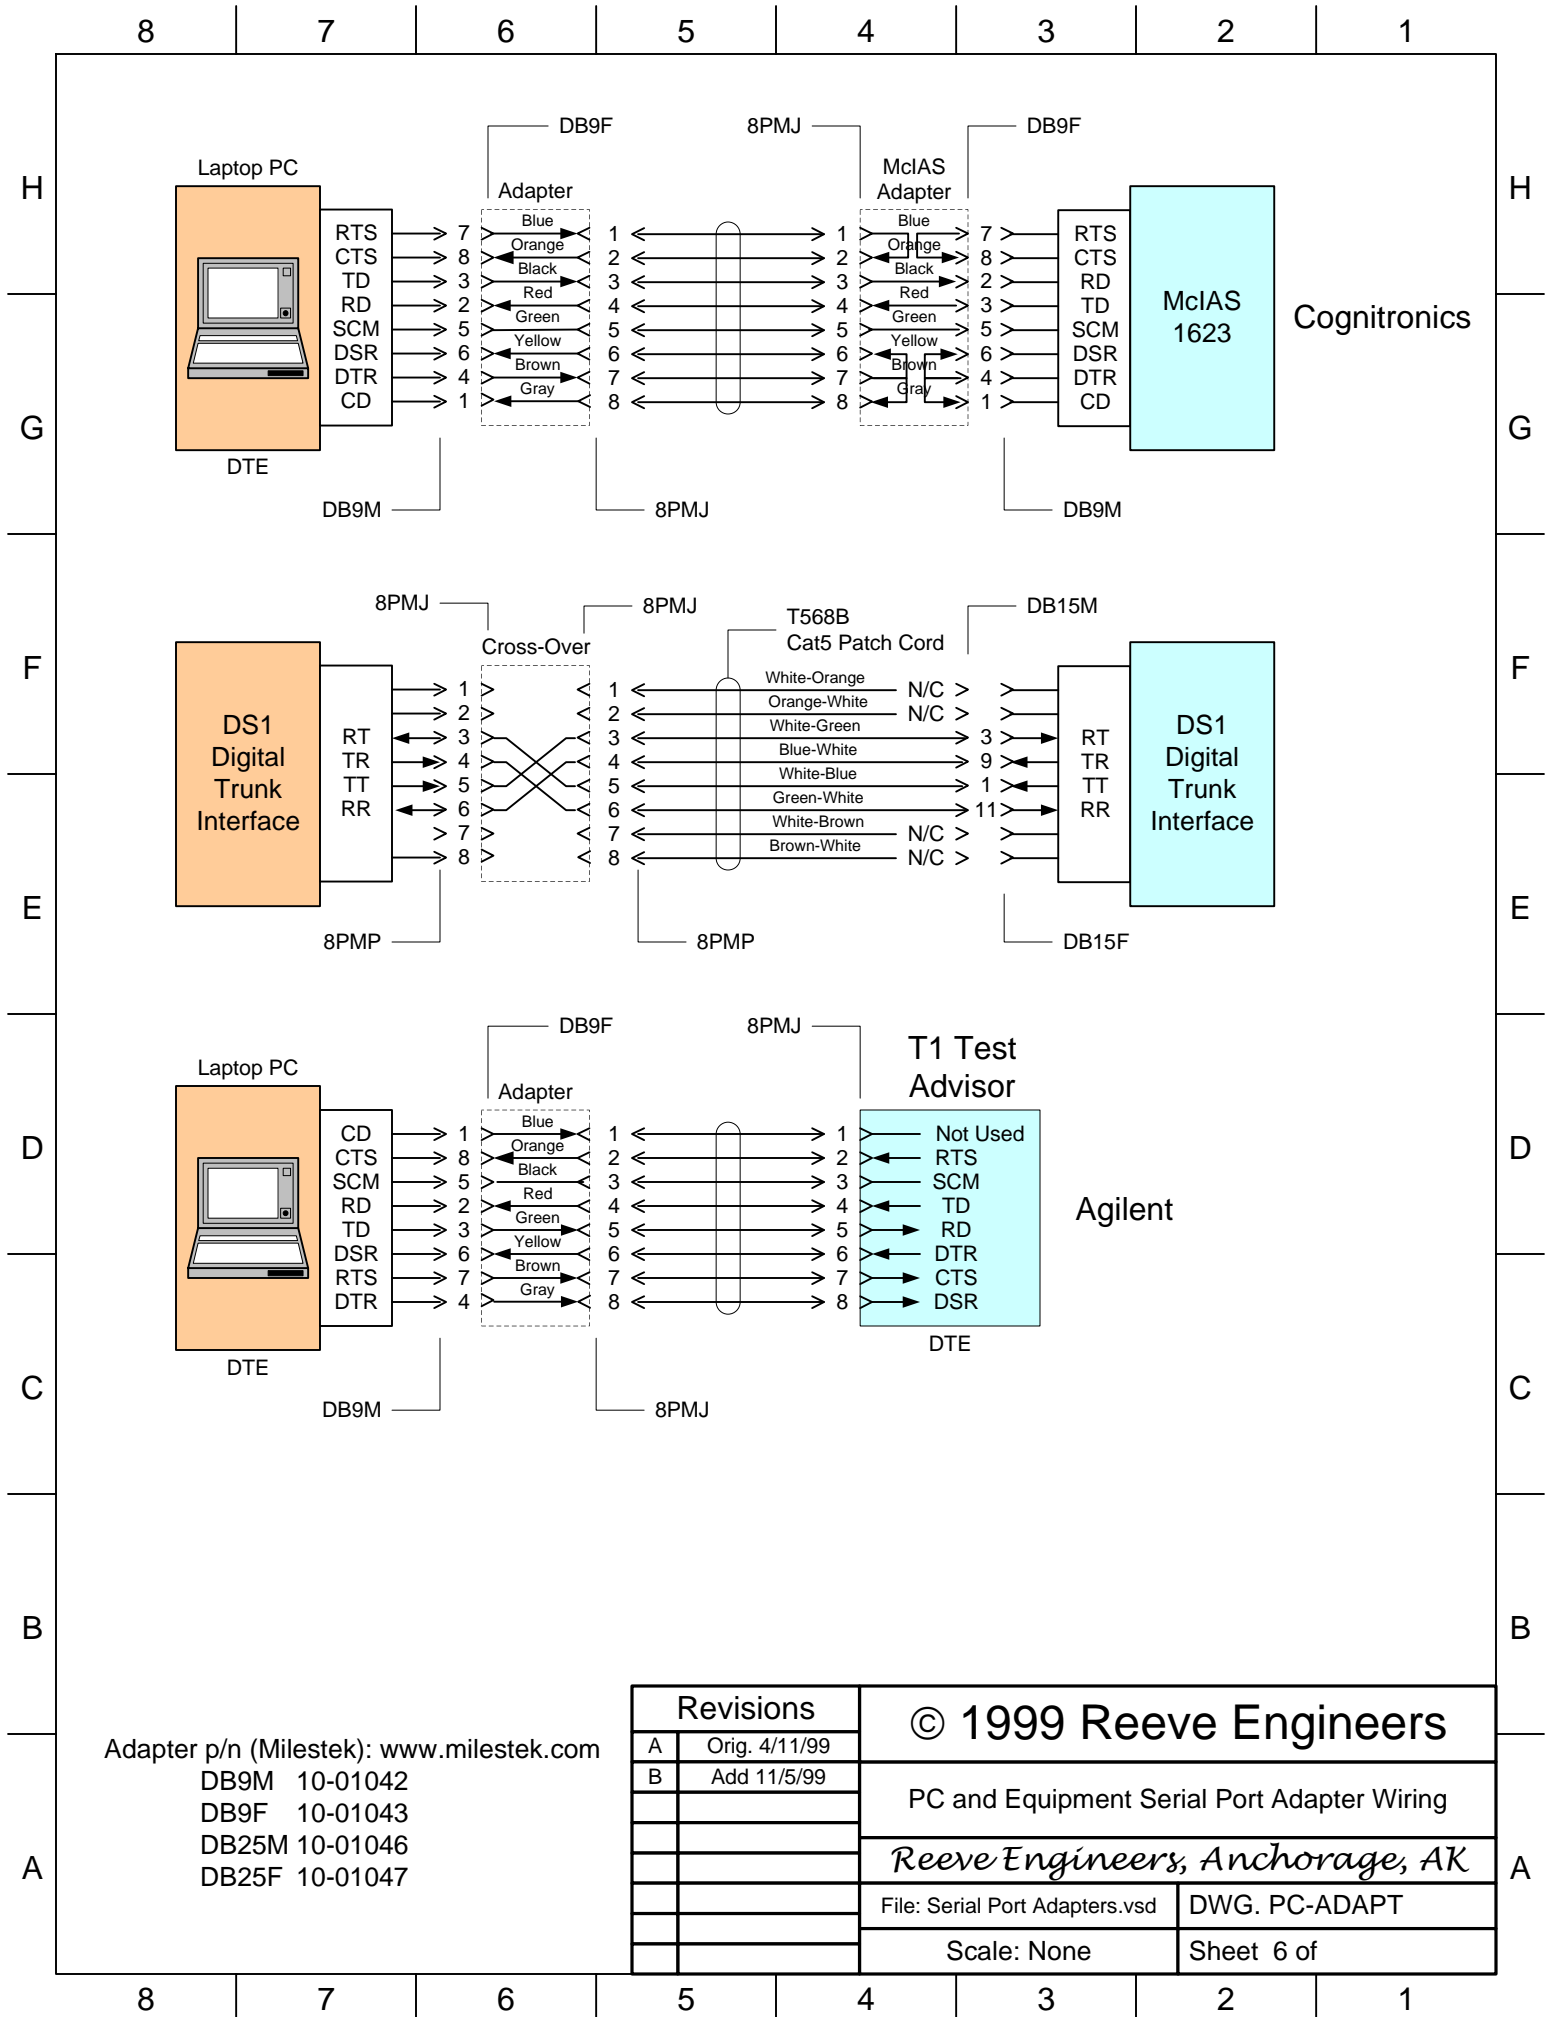 8 7 6 5 4 3 2 1
H H
G G
F F
E E
D D
C C
B B
A A
DB9F 8PMJ DB9F
Laptop PC
Adapter
McIAS
Adapter
RTS 7 Blue 1 1 Blue 7 RTS
CTS 8 Orange 2 2 Orange 8 CTS
TD 3 Black 3 3 Black 2 RD
RD 2 Red 4 4 Red 3 TD
SCM 5 Green 5 5 Green 5 SCM
DSR 6 Yellow 6 6 Yellow 6 DSR
DTR 4 Brown 7 7 Brown 4 DTR
CD 1 Gray 8 8 Gray 1 CD
McIAS
1623
Cognitronics
DTE
DB9M 8PMJ DB9M
8PMJ 8PMJ DB15M
Cross-Over
T568B
Cat5 Patch Cord
DS1
Digital
Trunk
Interface
1 1 White-Orange N/C
2 2 Orange-White N/C
RT 3 3 White-Green 3 RT
TR 4 4 Blue-White 9 TR
TT 5 5 White-Blue 1 TT
RR 6 6 Green-White 11 RR
7 7 White-Brown N/C
8 8 Brown-White N/C
DS1
Digital
Trunk
Interface
8PMP 8PMP DB15F
DB9F 8PMJ
Laptop PC
Adapter
T1 Test
Advisor
CD 1 Blue 1 1 Not Used
CTS 8 Orange 2 2 RTS
SCM 5 Black 3 3 SCM
RD 2 Red 4 4 TD
TD 3 Green 5 5 RD
DSR 6 Yellow 6 6 DTR
RTS 7 Brown 7 7 CTS
DTR 4 Gray 8 8 DSR
Agilent
DTE DTE
DB9M 8PMJ
Adapter p/n (Milestek): www.milestek.com
DB9M 10-01042
DB9F 10-01043
DB25M 10-01046
DB25F 10-01047
Revisions
A Orig. 4/11/99
B Add 11/5/99
© 1999 Reeve Engineers
PC and Equipment Serial Port Adapter Wiring
Reeve Engineers, Anchorage, AK
File: Serial Port Adapters.vsd DWG. PC-ADAPT
Scale: None Sheet 6 of
8 7 6 5 4 3 2 1